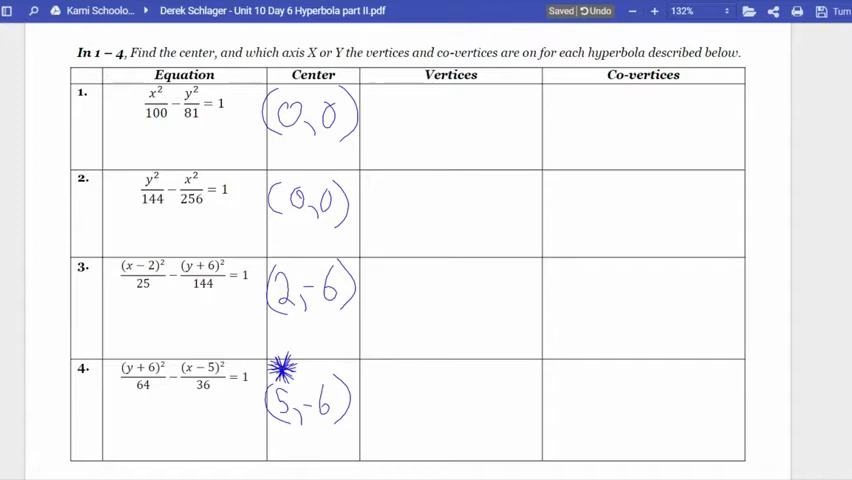 Kami Schoolo... Derek Schlager - Unit 10 Day 6 Hyperbola part II.pdf Saved Undo 132% Turn
In 1 – 4, Find the center, and which axis X or Y the vertices and co-vertices are on for each hyperbola described below.
Equation Center Vertices Co-vertices
1. x²/100 − y²/81 = 1 (0,0)
2. y²/144 − x²/256 = 1 (0,0)
3. (x − 2)²/25 − (y + 6)²/144 = 1 (2,-6)
4. (y + 6)²/64 − (x − 5)²/36 = 1 (5,-6)